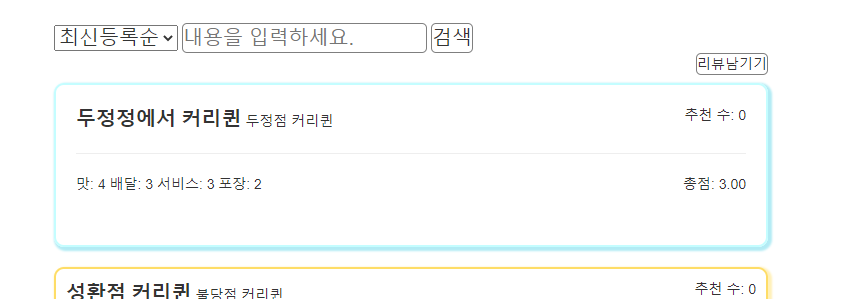 최신등록순 내용을 입력하세요. 검색
리뷰남기기
두정정에서 커리퀸 두정점 커리퀸 추천 수: 0
맛: 4 배달: 3 서비스: 3 포장: 2 총점: 3.00
성환점 커리퀸 불당점 커리퀸 추천 수: 0